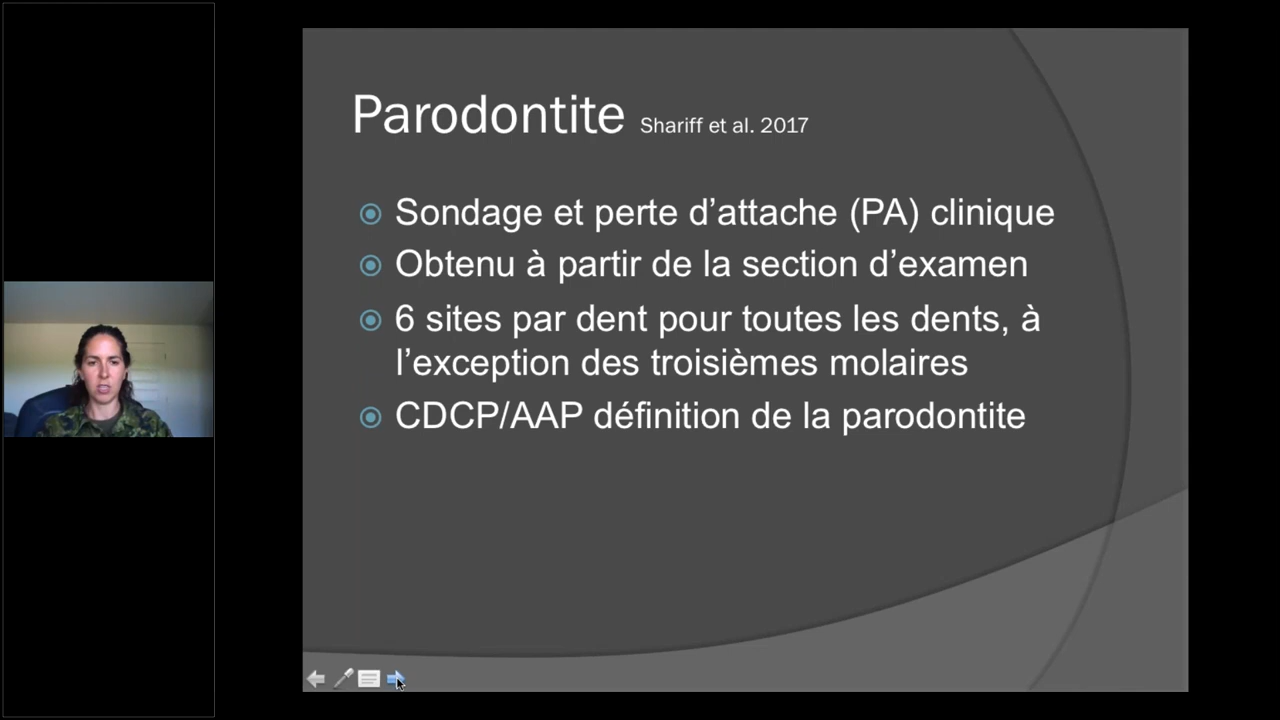 Parodontite Shariff et al. 2017
Sondage et perte d’attache (PA) clinique
Obtenu à partir de la section d’examen
6 sites par dent pour toutes les dents, à
l’exception des troisièmes molaires
CDCP/AAP définition de la parodontite